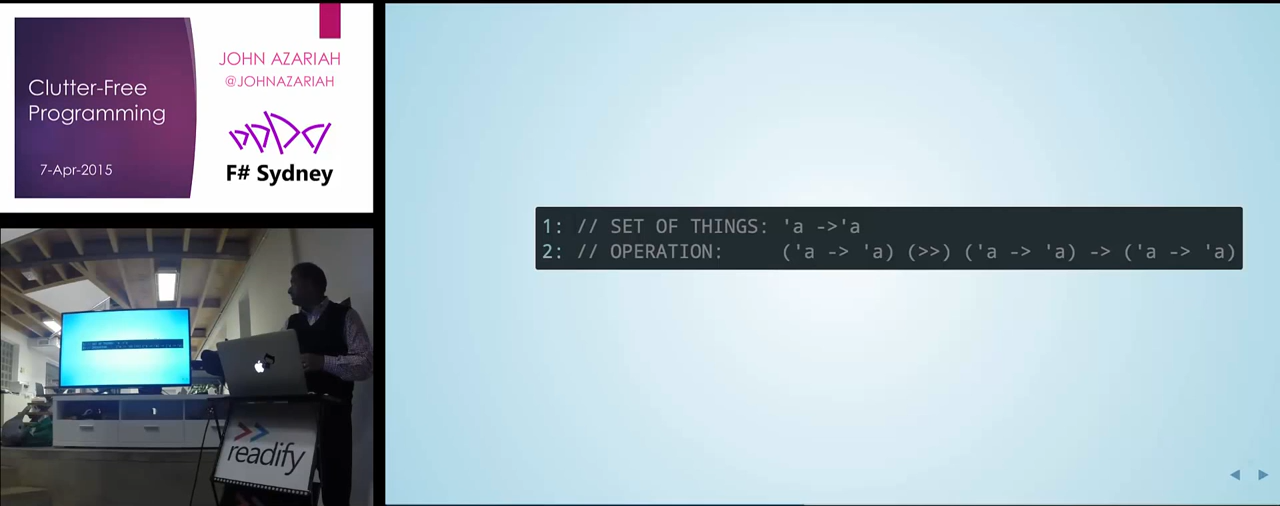 Clutter-Free
Programming
7-Apr-2015
JOHN AZARIAH
@JOHNAZARIAH
F# Sydney
1: // SET OF THINGS: 'a ->'a
2: // OPERATION: ('a -> 'a) (>>) ('a -> 'a) -> ('a -> 'a)
readify